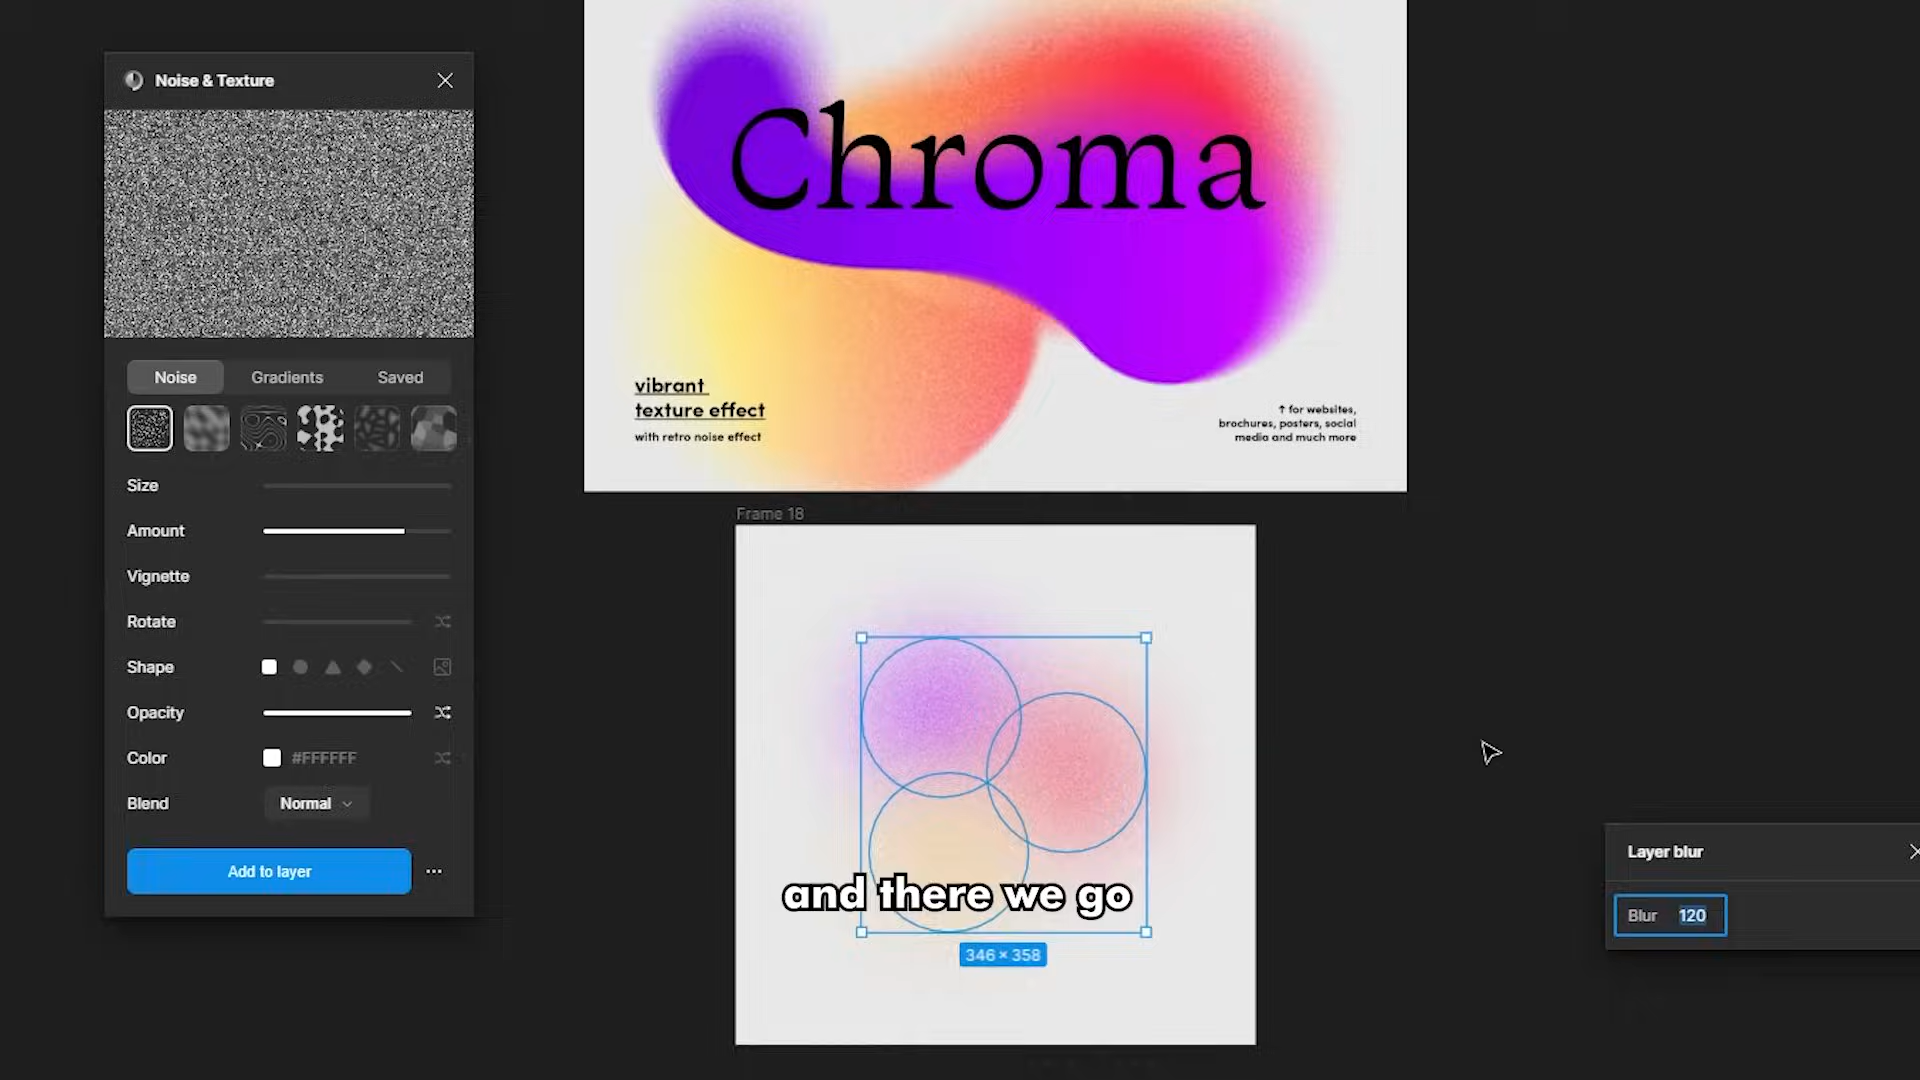 Noise & Texture
Noise
Gradients
Saved
Size
Amount
Vignette
Rotate
Shape
Opacity
Color
#FFFFFF
Blend
Normal
Add to layer
Chroma
vibrant
texture effect
with retro noise effect
↑ for websites,
brochures, posters, social
media and much more
Frame 18
and there we go
346 × 358
Layer blur
Blur 120